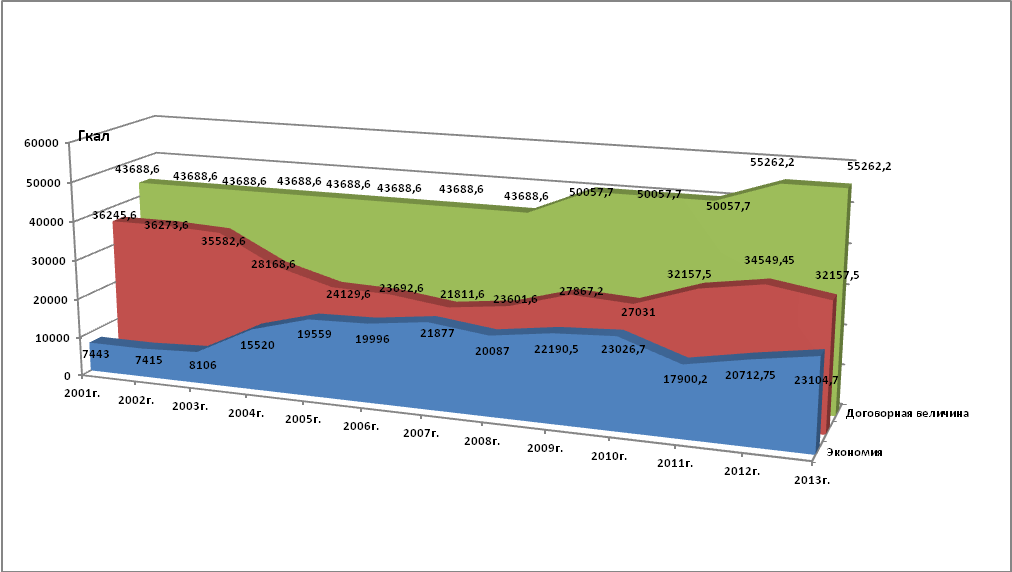 Гкал
60000
50000
40000
30000
20000
10000
0
43688,6 43688,6 43688,6 43688,6 43688,6 43688,6 43688,6 43688,6 50057,7 50057,7 50057,7 55262,2 55262,2
36245,6 36273,6 35582,6 28168,6 24129,6 23692,6 21811,6 23601,6 27867,2 27031 32157,5 34549,45 32157,5
7443 7415 8106 15520 19559 19996 21877 20087 22190,5 23026,7 17900,2 20712,75 23104,7
2001г. 2002г. 2003г. 2004г. 2005г. 2006г. 2007г. 2008г. 2009г. 2010г. 2011г. 2012г. 2013г.
Договорная величина
Экономия